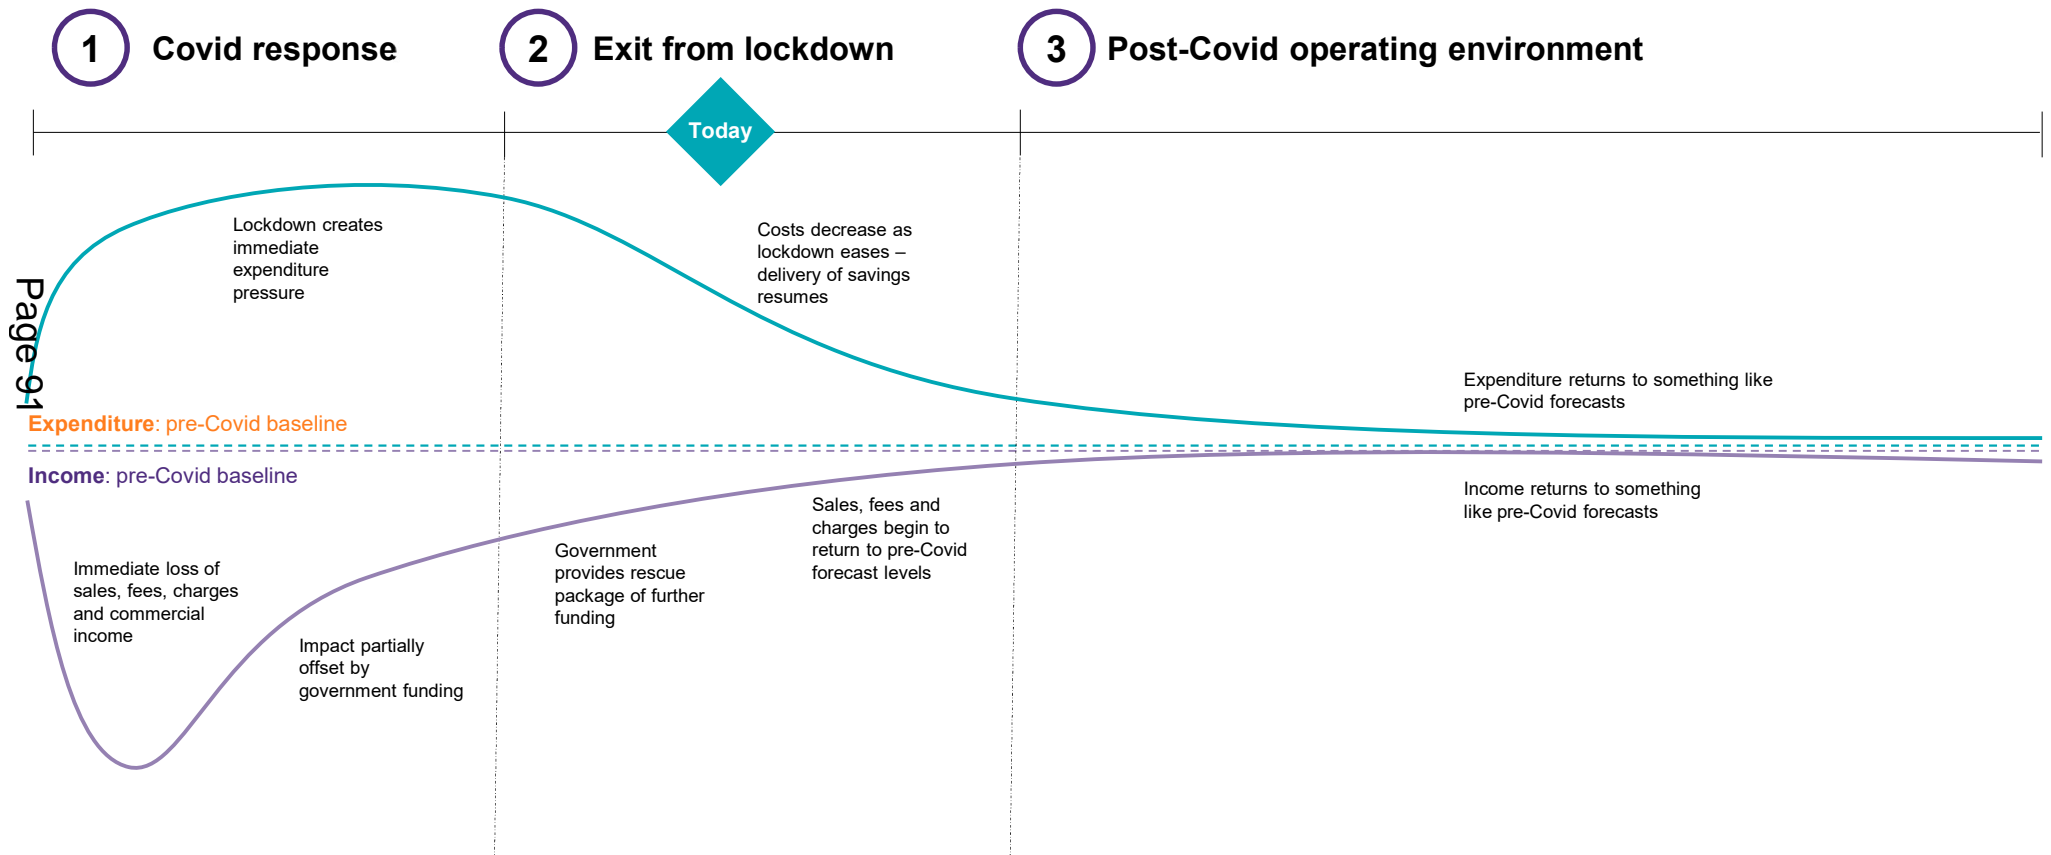 1 Covid response
2 Exit from lockdown
3 Post-Covid operating environment
Today
Lockdown creates
immediate
expenditure
pressure
Costs decrease as
lockdown eases –
delivery of savings
resumes
Page 91
Expenditure returns to something like
pre-Covid forecasts
Expenditure: pre-Covid baseline
Income: pre-Covid baseline
Income returns to something
like pre-Covid forecasts
Sales, fees and
charges begin to
return to pre-Covid
forecast levels
Government
provides rescue
package of further
funding
Immediate loss of
sales, fees, charges
and commercial
income
Impact partially
offset by
government funding